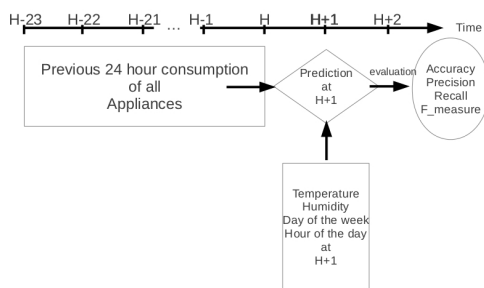 H-23 H-22 H-21 ... H-1 H H+1 H+2 Time
Previous 24 hour consumption
of all
Appliances
Prediction
at
H+1
evaluation
Accuracy
Precision
Recall
F_measure
Temperature
Humidity
Day of the week
Hour of the day
at
H+1